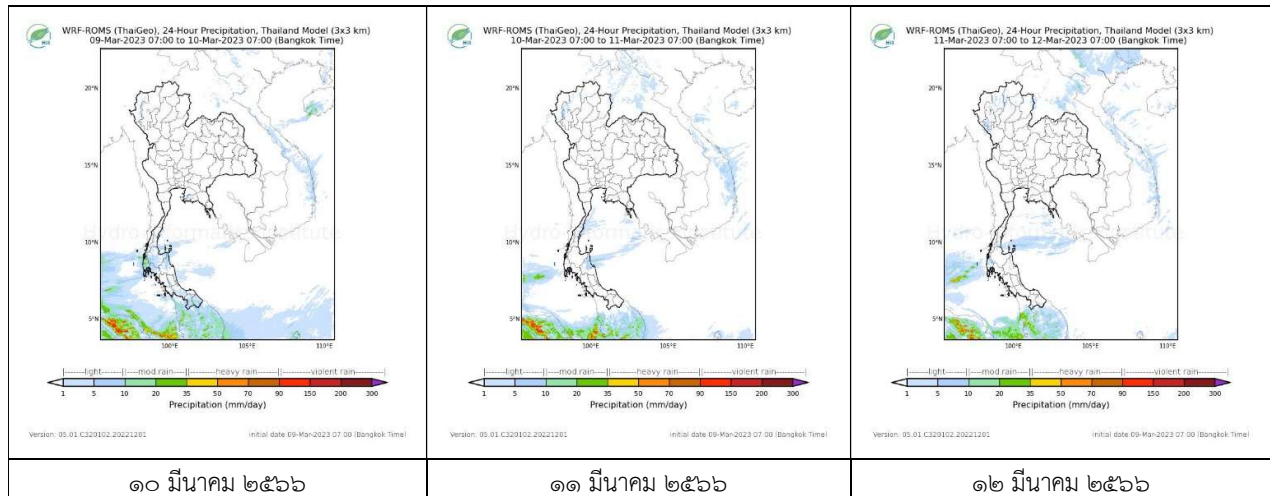 WRF-ROMS (ThaiGeo), 24-Hour Precipitation, Thailand Model (3x3 km)
09-Mar-2023 07:00 to 10-Mar-2023 07:00 (Bangkok Time)
HII
20°N
15°N
10°N
5°N
100°E 105°E 110°E
|---------light---------||----mod rain----||---------heavy rain---------||---------violent rain---------|
1 5 10 20 35 50 70 90 150 200 300
Precipitation (mm/day)
Version: 05.01.C320102.20221201 initial date 09-Mar-2023 07:00 (Bangkok Time)
๑๐ มีนาคม ๒๕๖๖
WRF-ROMS (ThaiGeo), 24-Hour Precipitation, Thailand Model (3x3 km)
10-Mar-2023 07:00 to 11-Mar-2023 07:00 (Bangkok Time)
HII
20°N
15°N
10°N
5°N
100°E 105°E 110°E
|---------light---------||----mod rain----||---------heavy rain---------||---------violent rain---------|
1 5 10 20 35 50 70 90 150 200 300
Precipitation (mm/day)
Version: 05.01.C320102.20221201 initial date 09-Mar-2023 07:00 (Bangkok Time)
๑๑ มีนาคม ๒๕๖๖
WRF-ROMS (ThaiGeo), 24-Hour Precipitation, Thailand Model (3x3 km)
11-Mar-2023 07:00 to 12-Mar-2023 07:00 (Bangkok Time)
HII
20°N
15°N
10°N
5°N
100°E 105°E 110°E
|---------light---------||----mod rain----||---------heavy rain---------||---------violent rain---------|
1 5 10 20 35 50 70 90 150 200 300
Precipitation (mm/day)
Version: 05.01.C320102.20221201 initial date 09-Mar-2023 07:00 (Bangkok Time)
๑๒ มีนาคม ๒๕๖๖